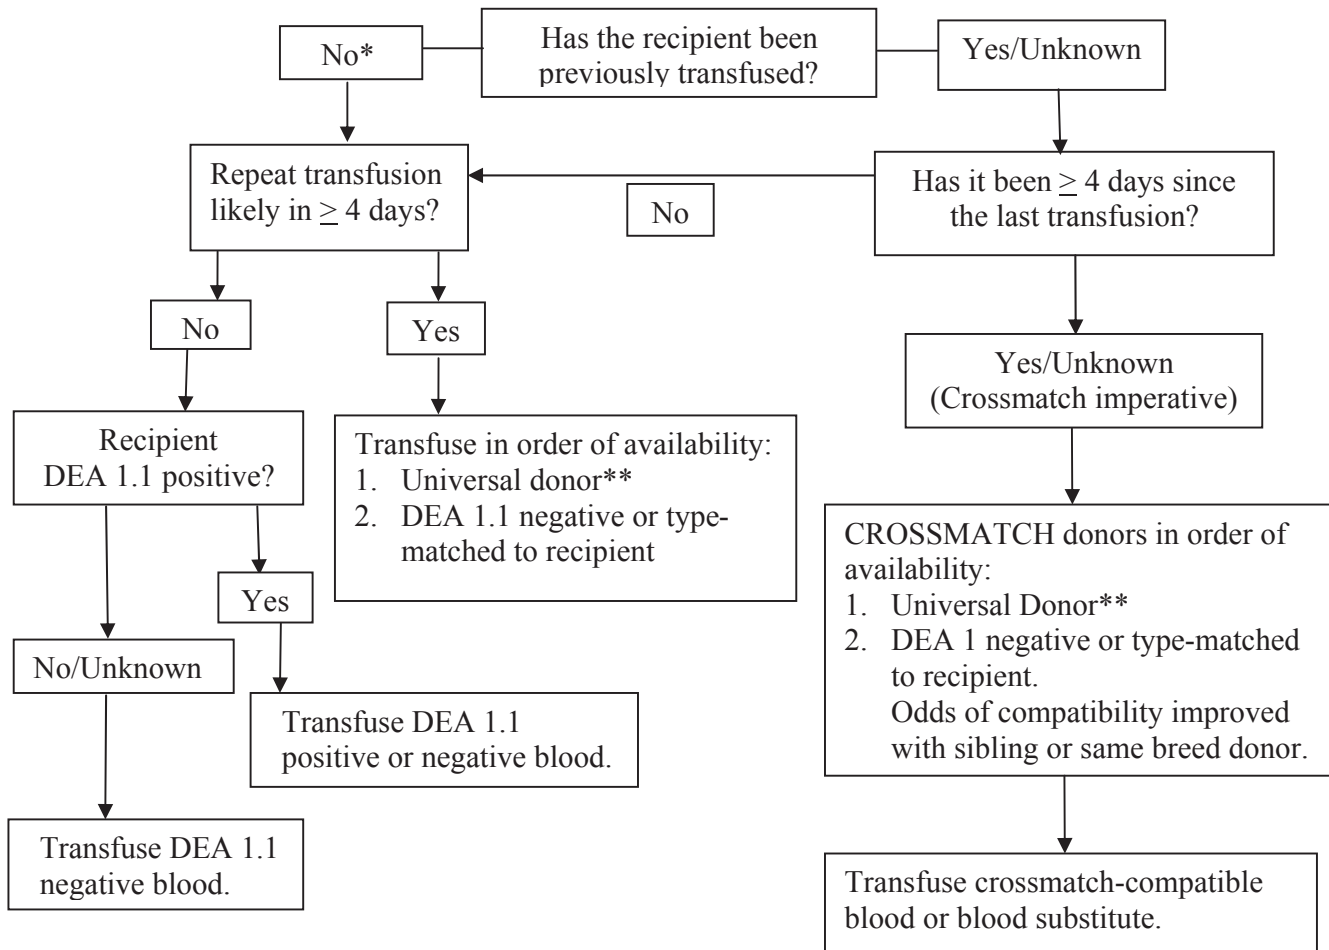 Has the recipient been
previously transfused?
No*
Yes/Unknown
Repeat transfusion
likely in ≥ 4 days?
No
Has it been ≥ 4 days since
the last transfusion?
No
Yes
Yes/Unknown
(Crossmatch imperative)
Recipient
DEA 1.1 positive?
Transfuse in order of availability:
1. Universal donor**
2. DEA 1.1 negative or type-
matched to recipient
CROSSMATCH donors in order of
availability:
1. Universal Donor**
2. DEA 1 negative or type-matched
to recipient.
Odds of compatibility improved
with sibling or same breed donor.
Yes
No/Unknown
Transfuse DEA 1.1
positive or negative blood.
Transfuse DEA 1.1
negative blood.
Transfuse crossmatch-compatible
blood or blood substitute.